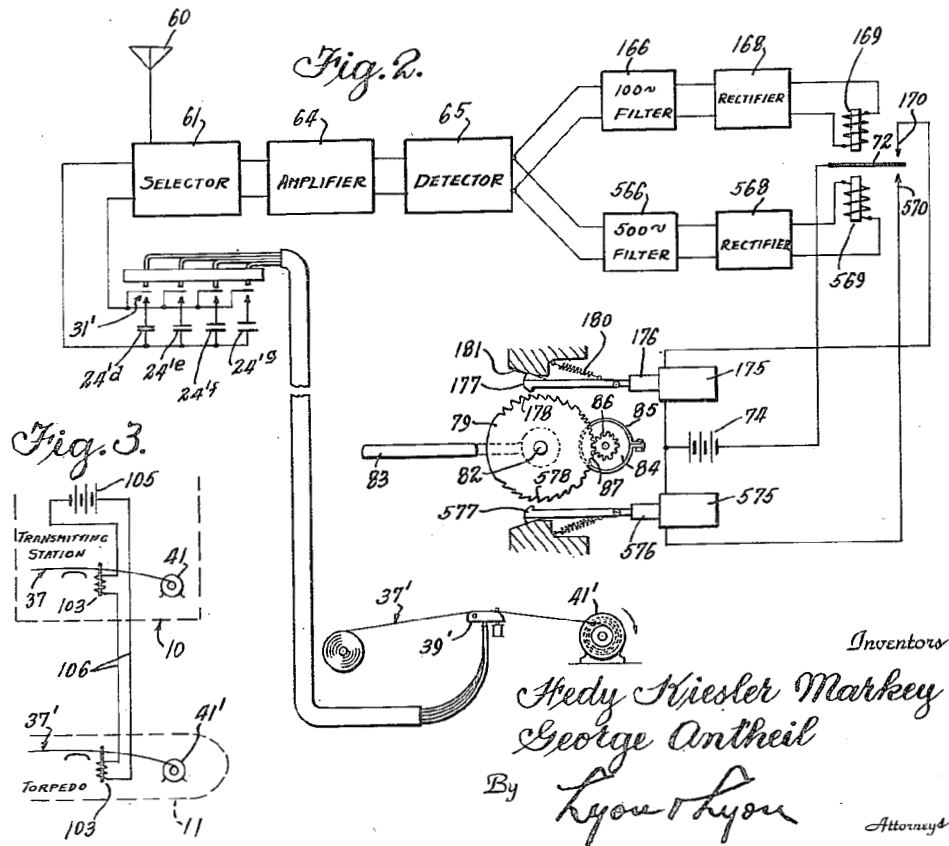 60
Fig. 2.
166
168
169
170
61
64
65
100~
FILTER
RECTIFIER
72
SELECTOR
AMPLIFIER
DETECTOR
566
568
570
500~
FILTER
RECTIFIER
569
31'
24'd
24'e
24'f
24'g
181
180
176
177
175
178
86
85
79
74
Fig. 3.
83
82
578
87
84
105
577
575
576
TRANSMITTING
STATION
41
37
103
10
37'
39'
41'
106
Inventors
Hedy Kiesler Markey
George Antheil
37'
41'
By
Lyon & Lyon
TORPEDO
103
11
Attorneys